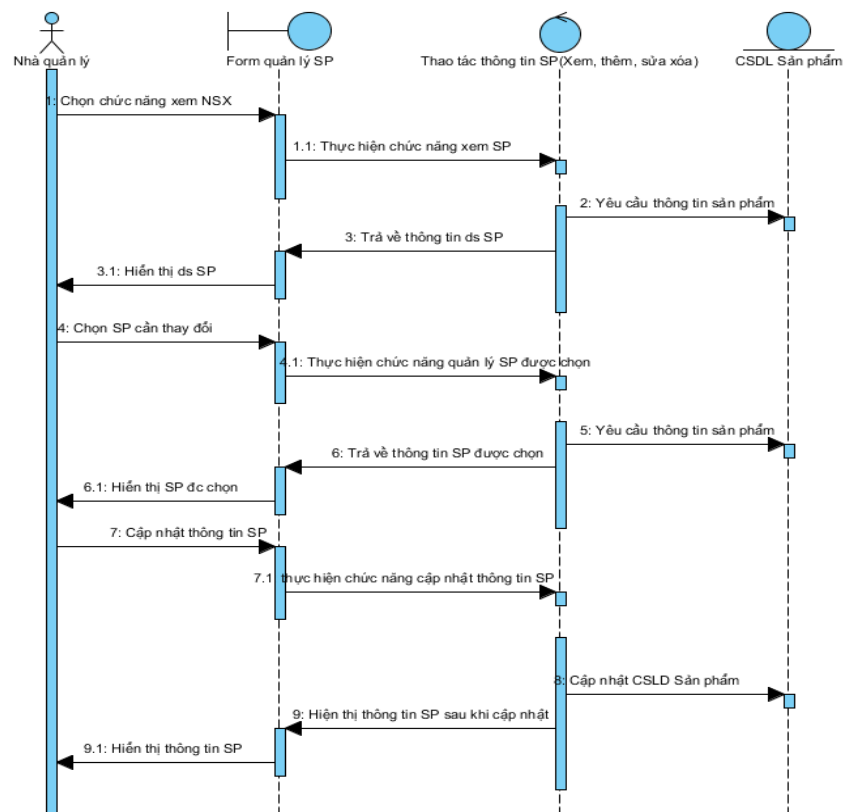 Nhà quản lý
Form quản lý SP
Thao tác thông tin SP(Xem, thêm, sửa xóa)
CSDL Sản phẩm
1: Chọn chức năng xem NSX
1.1: Thực hiện chức năng xem SP
2: Yêu cầu thông tin sản phẩm
3: Trả về thông tin ds SP
3.1: Hiển thị ds SP
4: Chọn SP cần thay đổi
4.1: Thực hiện chức năng quản lý SP được chọn
5: Yêu cầu thông tin sản phẩm
6: Trả về thông tin SP được chọn
6.1: Hiển thị SP đc chọn
7: Cập nhật thông tin SP
7.1: thực hiện chức năng cập nhật thông tin SP
8: Cập nhật CSLD Sản phẩm
9: Hiện thị thông tin SP sau khi cập nhật
9.1: Hiển thị thông tin SP